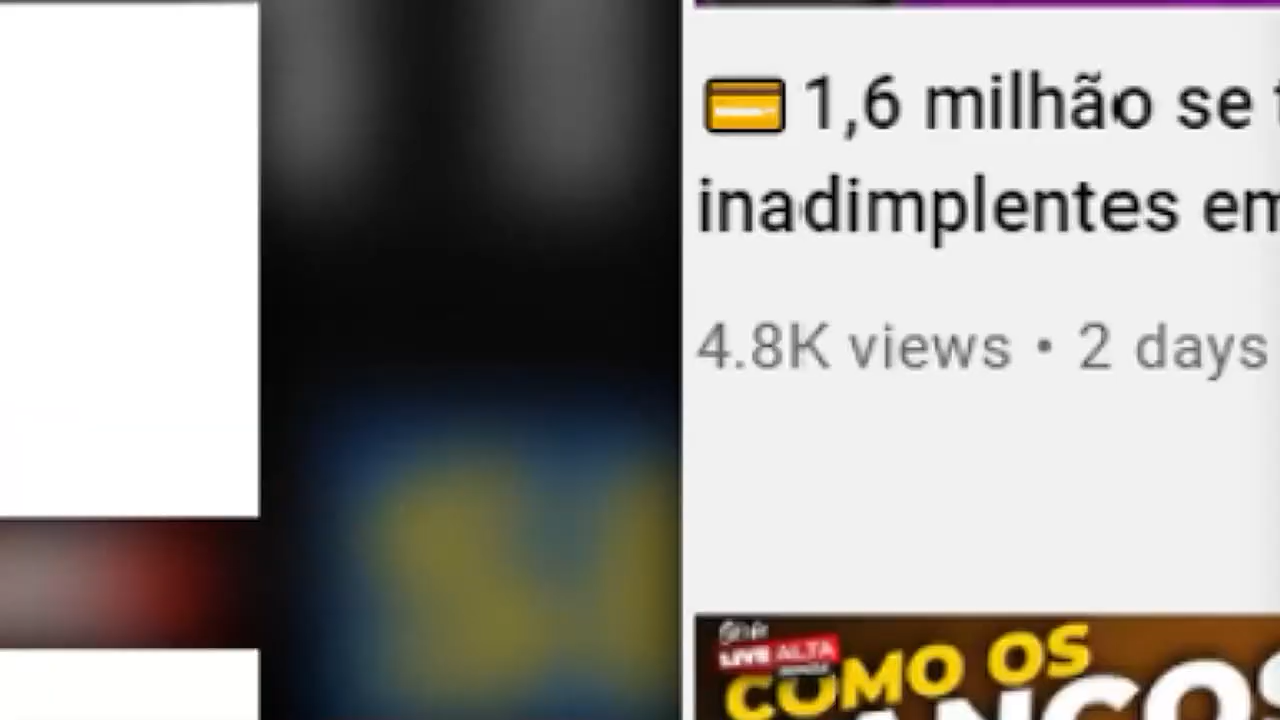 1,6 milhão se
inadimplentes em
4.8K views • 2 days
LIVE ALTA
COMO OS